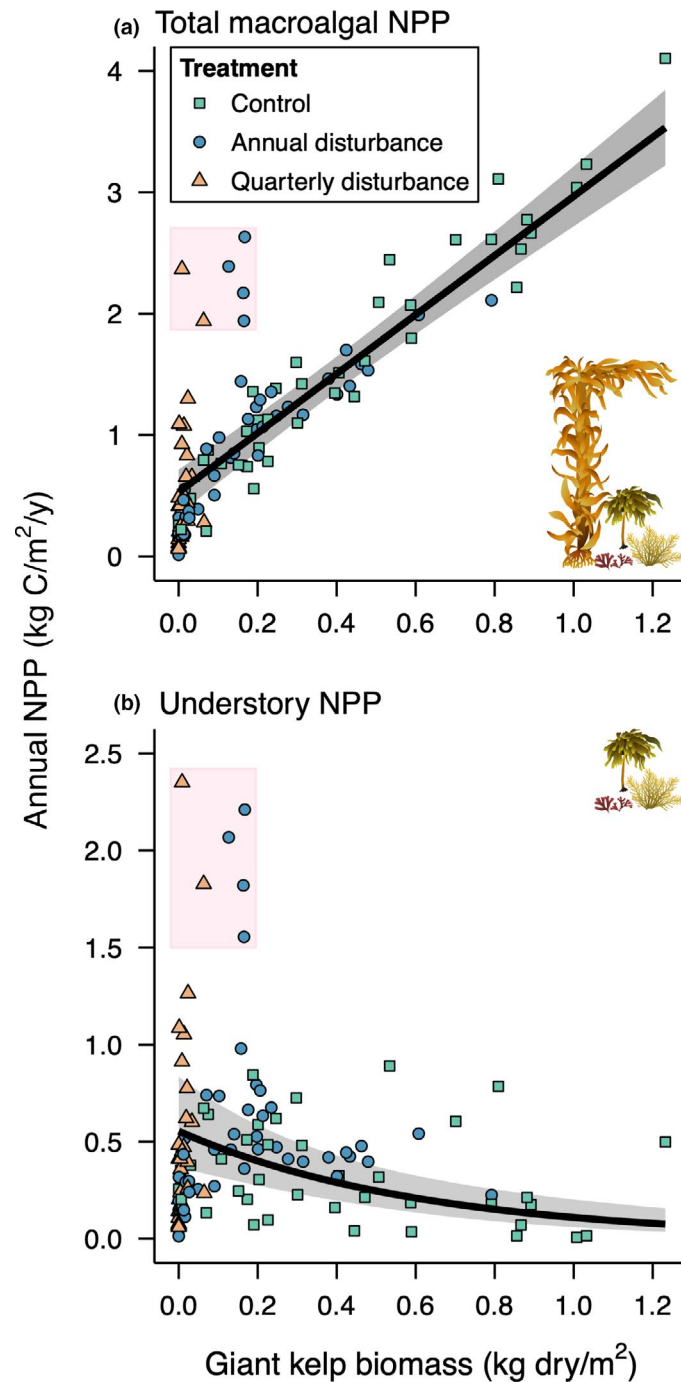 (a) Total macroalgal NPP
Treatment
Control
Annual disturbance
Quarterly disturbance
4
3
2
1
0
0.0 0.2 0.4 0.6 0.8 1.0 1.2
Annual NPP (kg C/m²/y)
(b) Understory NPP
2.5
2.0
1.5
1.0
0.5
0.0
0.0 0.2 0.4 0.6 0.8 1.0 1.2
Giant kelp biomass (kg dry/m²)